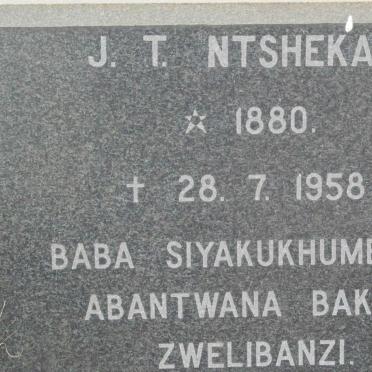 J. T. NTSHEKA
☆ 1880.
† 28. 7. 1958
BABA SIYAKUKHUMB
ABANTWANA BAK
ZWELIBANZI.